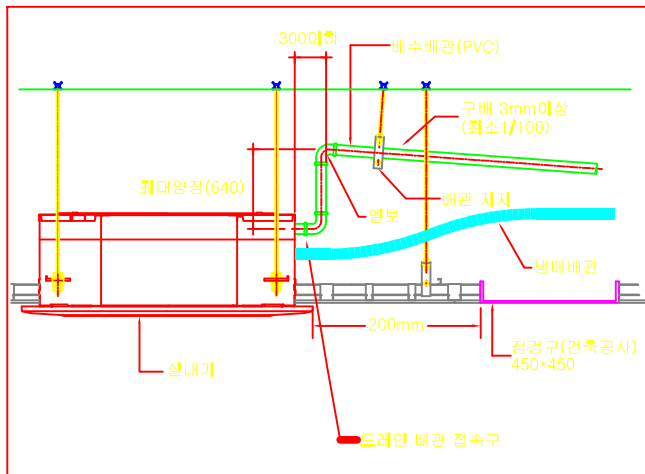 300이하
배수배관(PVC)
구배 3mm이상
(최소1/100)
최대양정(640)
배관 지지
엘보
냉매배관
200mm
점검구(건축공사)
450*450
실내기
드레인 배관 접속구